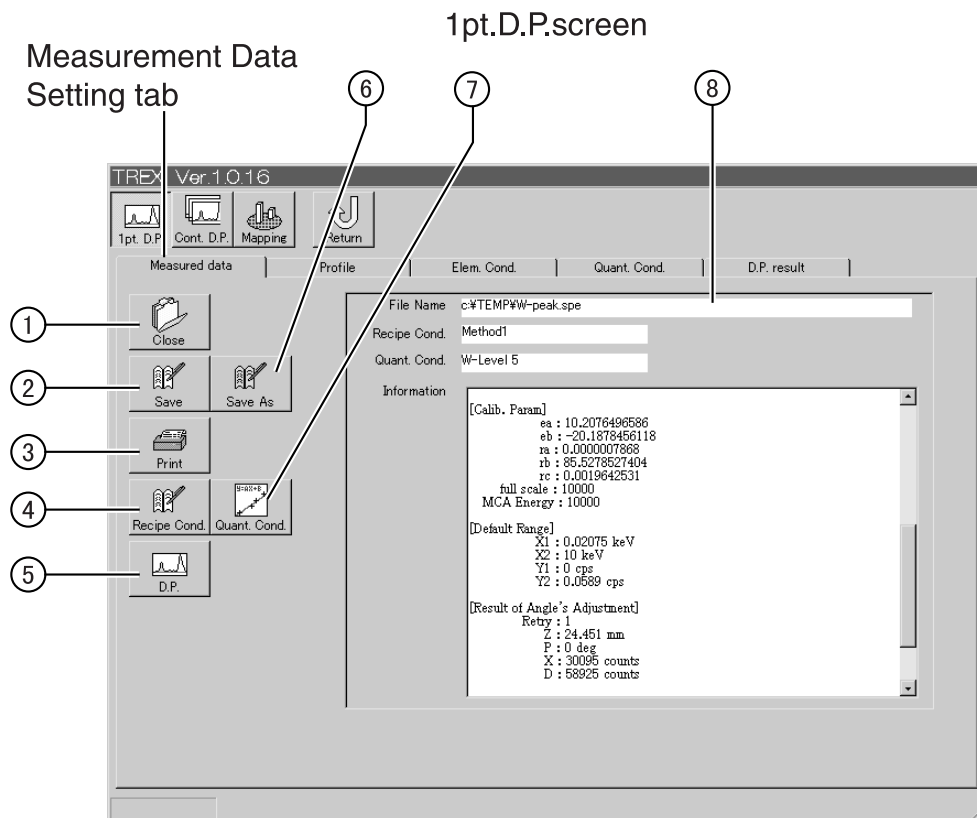 1pt.D.P.screen
Measurement Data
Setting tab
6
7
8
TREX Ver.1.0.16
1pt. D.P. Cont. D.P. Mapping Return
Measured data Profile Elem. Cond. Quant. Cond. D.P. result
1
Close
2
Save Save As
3
Print
4
Y=AX+B
Recipe Cond. Quant. Cond.
5
D.P.
File Name c:¥TEMP¥W-peak.spe
Recipe Cond. Method1
Quant. Cond. W-Level 5
Information
[Calib. Param]
ea : 10.2076496586
eb : -20.1878456118
ra : 0.0000007868
rb : 85.5278527404
rc : 0.0019642531
full scale : 10000
MCA Energy : 10000
[Default Range]
X1 : 0.02075 keV
X2 : 10 keV
Y1 : 0 cps
Y2 : 0.0589 cps
[Result of Angle's Adjustment]
Retry : 1
Z : 24.451 mm
P : 0 deg
X : 30095 counts
D : 58925 counts